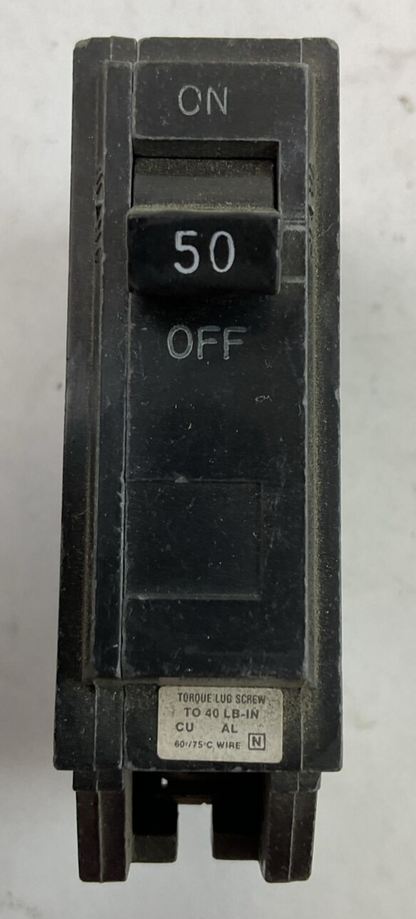 ON
50
OFF
TORQUE LUG SCREW
TO 40 LB-IN
CU AL
60°/75°C WIRE N